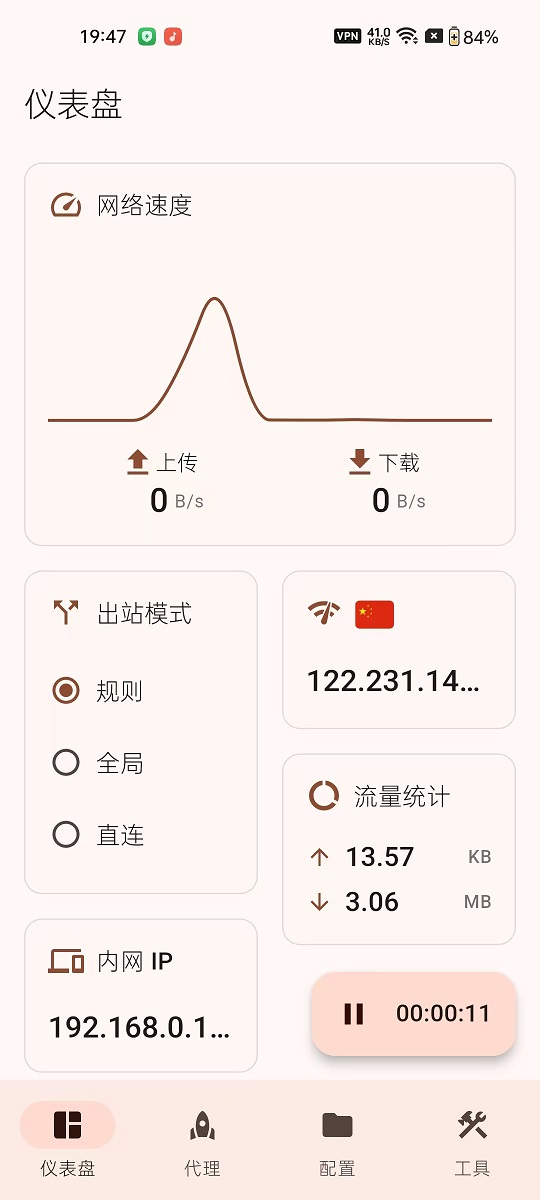 19:47 VPN 41.0 KB/S 84%
仪表盘
网络速度
上传 下载
0 B/s 0 B/s
出站模式
规则
全局
直连
122.231.14...
流量统计
13.57 KB
3.06 MB
内网 IP
192.168.0.1...
00:00:11
仪表盘 代理 配置 工具